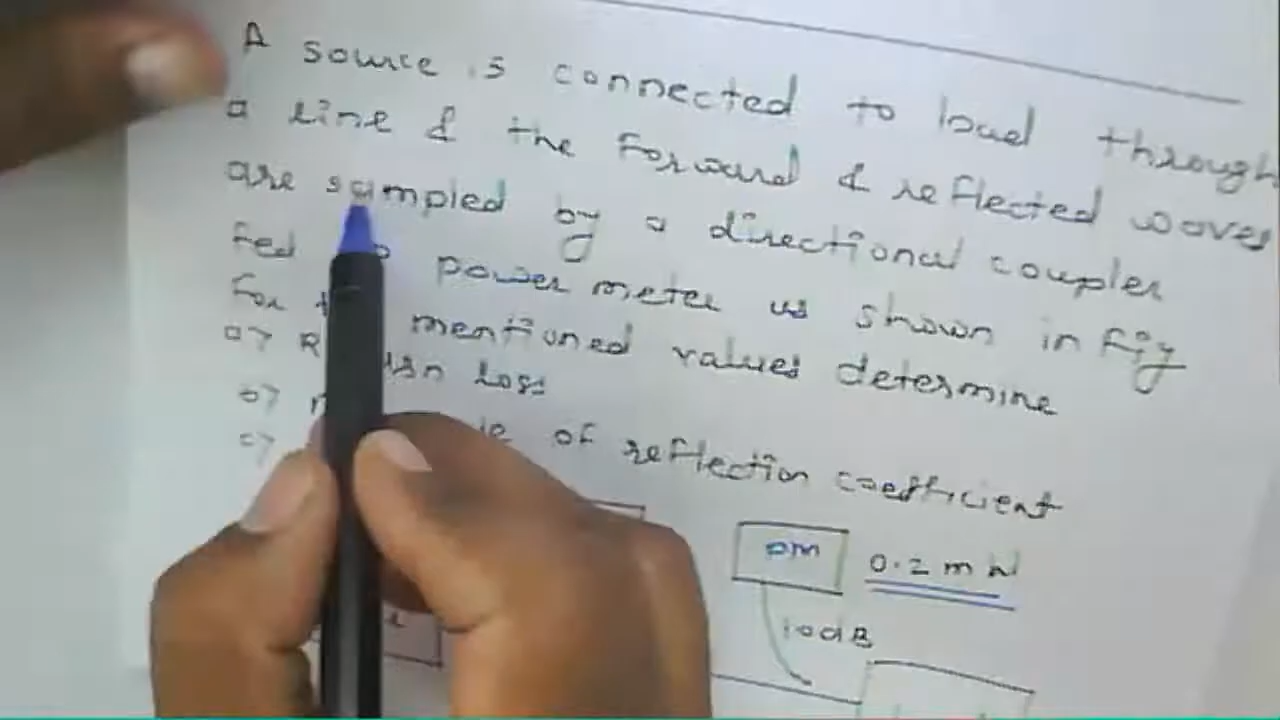 A source is connected to load through
a line & the forward & reflected waves
are sampled by a directional coupler
fed power meter as shown in fig
for mentioned values determine
a> loss
b> of reflection coefficient
c>
pm 0.2 mW
10dB